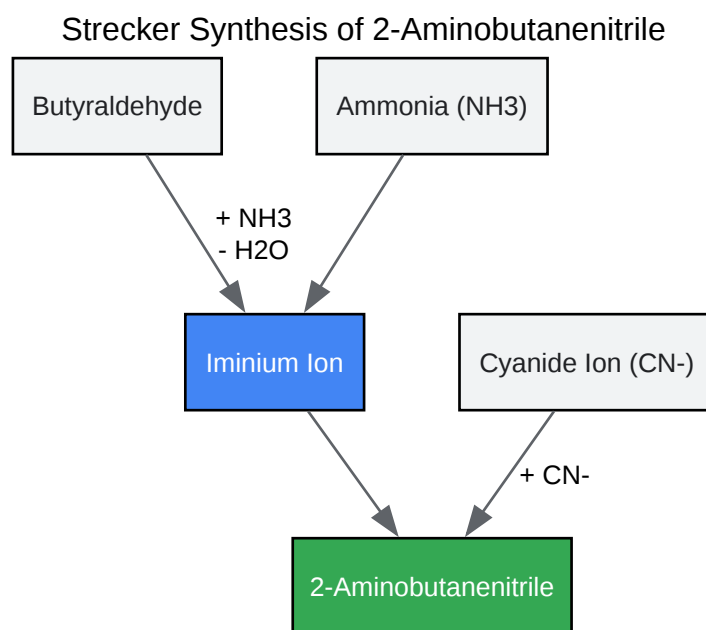 Strecker Synthesis of 2-Aminobutanenitrile
Butyraldehyde
Ammonia (NH3)
+ NH3
- H2O
Iminium Ion
Cyanide Ion (CN-)
+ CN-
2-Aminobutanenitrile